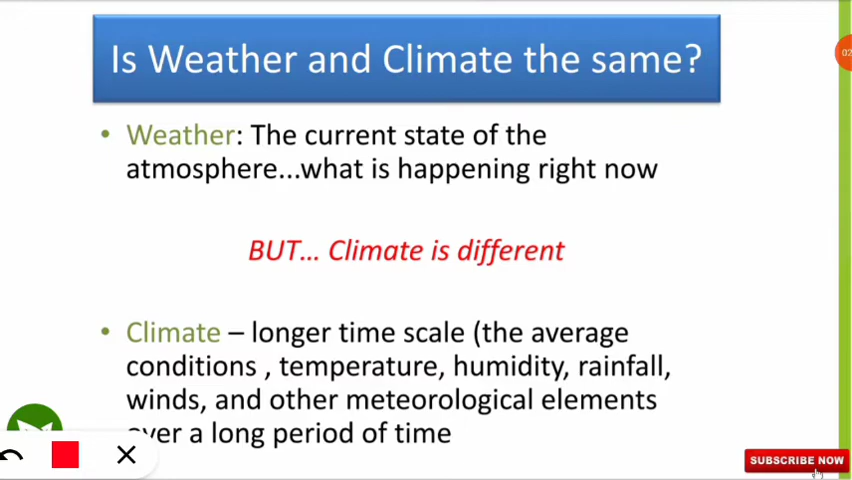 Is Weather and Climate the same?
• Weather: The current state of the
atmosphere...what is happening right now
BUT... Climate is different
• Climate – longer time scale (the average
conditions , temperature, humidity, rainfall,
winds, and other meteorological elements
over a long period of time
02
SUBSCRIBE NOW